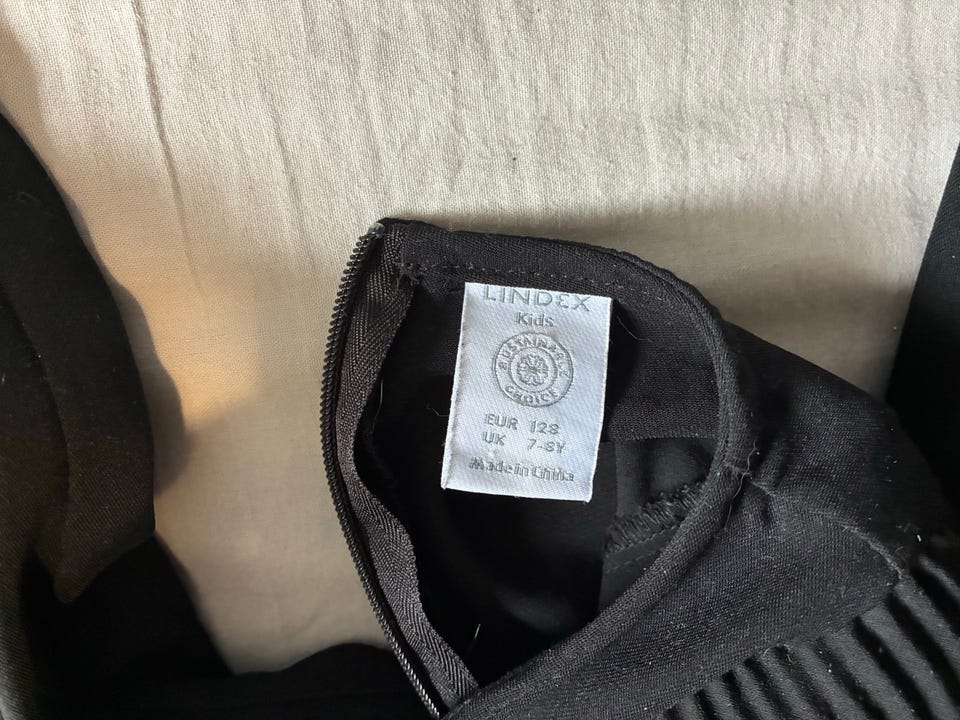 LINDEX
Kids
SUSTAINABLE
CHOICE
EUR 128
UK 7-8Y
Made in China